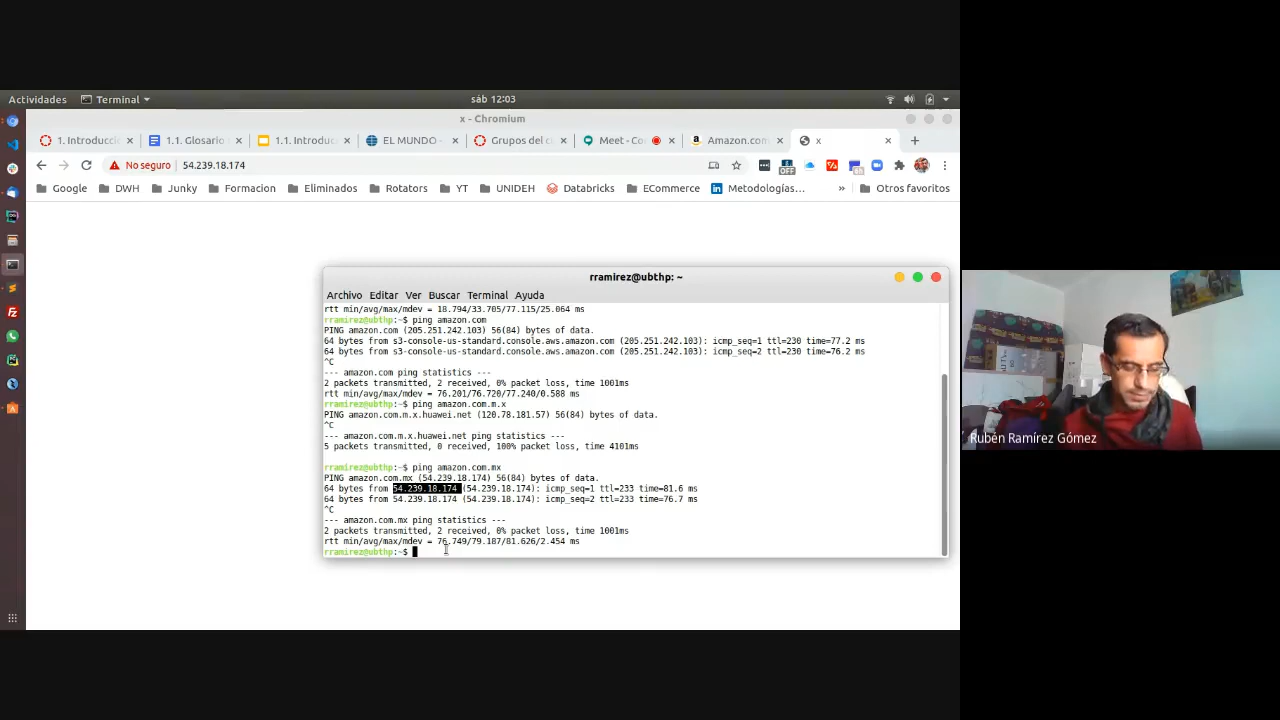 Actividades Terminal sáb 12:03
x - Chromium
1. Introducci 1.1. Glosario 1.1. Introduc EL MUNDO - Grupos del c Meet - Co Amazon.com x
No seguro 54.239.18.174
OFF
Google DWH Junky Formacion Eliminados Rotators YT UNIDEH Databricks ECommerce Metodologías... » Otros favoritos
rramirez@ubthp: ~
Archivo Editar Ver Buscar Terminal Ayuda
rtt min/avg/max/mdev = 18.794/33.705/77.115/25.064 ms
rramirez@ubthp:~$ ping amazon.com
PING amazon.com (205.251.242.103) 56(84) bytes of data.
64 bytes from s3-console-us-standard.console.aws.amazon.com (205.251.242.103): icmp_seq=1 ttl=230 time=77.2 ms
64 bytes from s3-console-us-standard.console.aws.amazon.com (205.251.242.103): icmp_seq=2 ttl=230 time=76.2 ms
^C
--- amazon.com ping statistics ---
2 packets transmitted, 2 received, 0% packet loss, time 1001ms
rtt min/avg/max/mdev = 76.201/76.720/77.240/0.588 ms
rramirez@ubthp:~$ ping amazon.com.m.x
PING amazon.com.m.x.huawei.net (120.78.181.57) 56(84) bytes of data.
^C
--- amazon.com.m.x.huawei.net ping statistics ---
5 packets transmitted, 0 received, 100% packet loss, time 4101ms
rramirez@ubthp:~$ ping amazon.com.mx
PING amazon.com.mx (54.239.18.174) 56(84) bytes of data.
64 bytes from 54.239.18.174 (54.239.18.174): icmp_seq=1 ttl=233 time=81.6 ms
64 bytes from 54.239.18.174 (54.239.18.174): icmp_seq=2 ttl=233 time=76.7 ms
^C
--- amazon.com.mx ping statistics ---
2 packets transmitted, 2 received, 0% packet loss, time 1001ms
rtt min/avg/max/mdev = 76.749/79.187/81.626/2.454 ms
rramirez@ubthp:~$
Rubén Ramírez Gómez